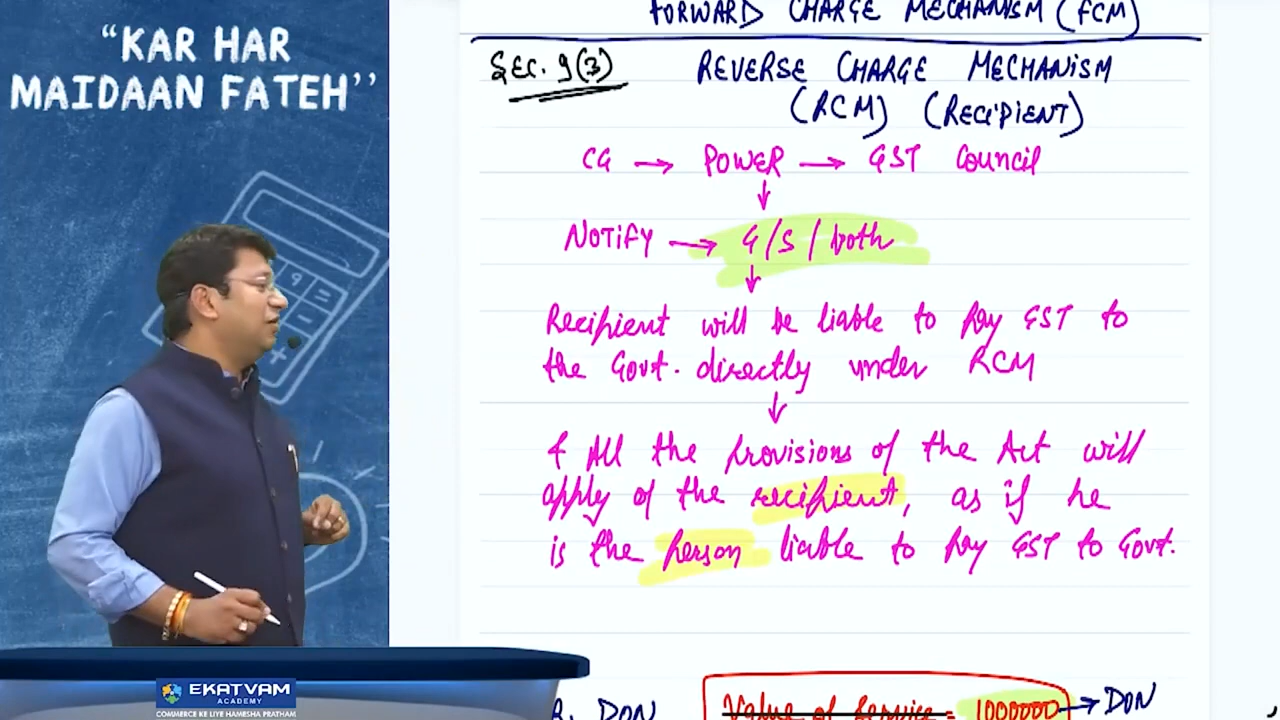 “KAR HAR
MAIDAAN FATEH’’
FORWARD CHARGE MECHANISM (FCM)
SEC. 9(3) REVERSE CHARGE MECHANISM
(RCM) (RECIPIENT)
CG → POWER → GST Council
↓
NOTIFY → G/S/both
↓
Recipient will be liable to pay GST to
the Govt. directly under RCM
↓
& All the provisions of the Act will
apply of the recipient, as if he
is the person liable to pay GST to Govt.
DON Value of Service = 1000000 → DON
EKATVAM
ACADEMY
COMMERCE KE LIYE HAMESHA PRATHAM